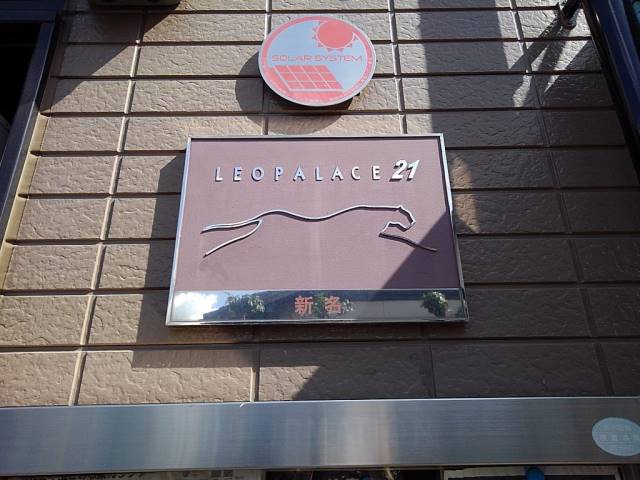 SOLAR SYSTEM
LEOPALACE 21
新名